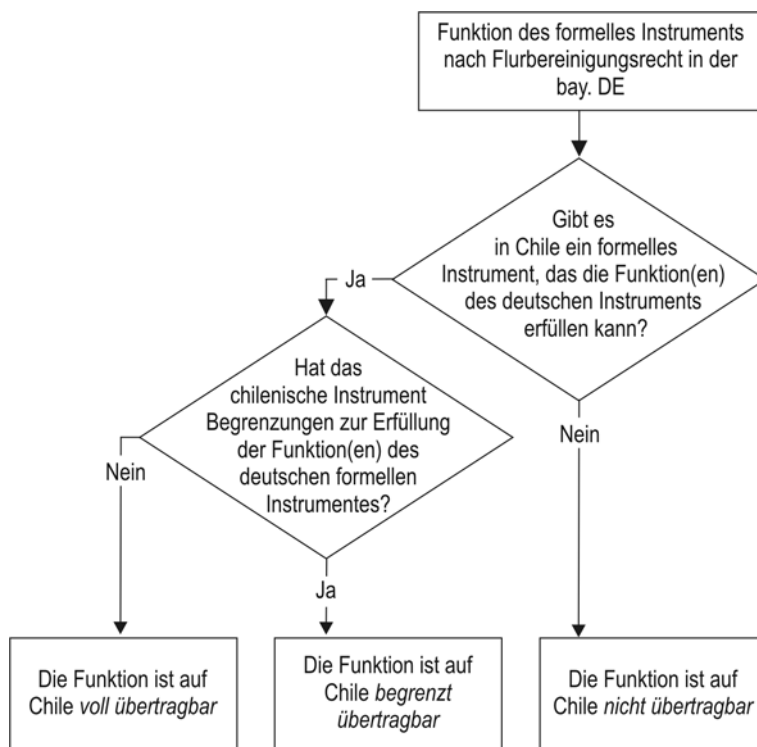 Funktion des formelles Instruments
nach Flurbereinigungsrecht in der
bay. DE
Gibt es
in Chile ein formelles
Instrument, das die Funktion(en)
des deutschen Instruments
erfüllen kann?
Ja
Hat das
chilenische Instrument
Begrenzungen zur Erfüllung
der Funktion(en) des
deutschen formellen
Instrumentes?
Nein
Nein
Ja
Die Funktion ist auf
Chile voll übertragbar
Die Funktion ist auf
Chile begrenzt
übertragbar
Die Funktion ist auf
Chile nicht übertragbar